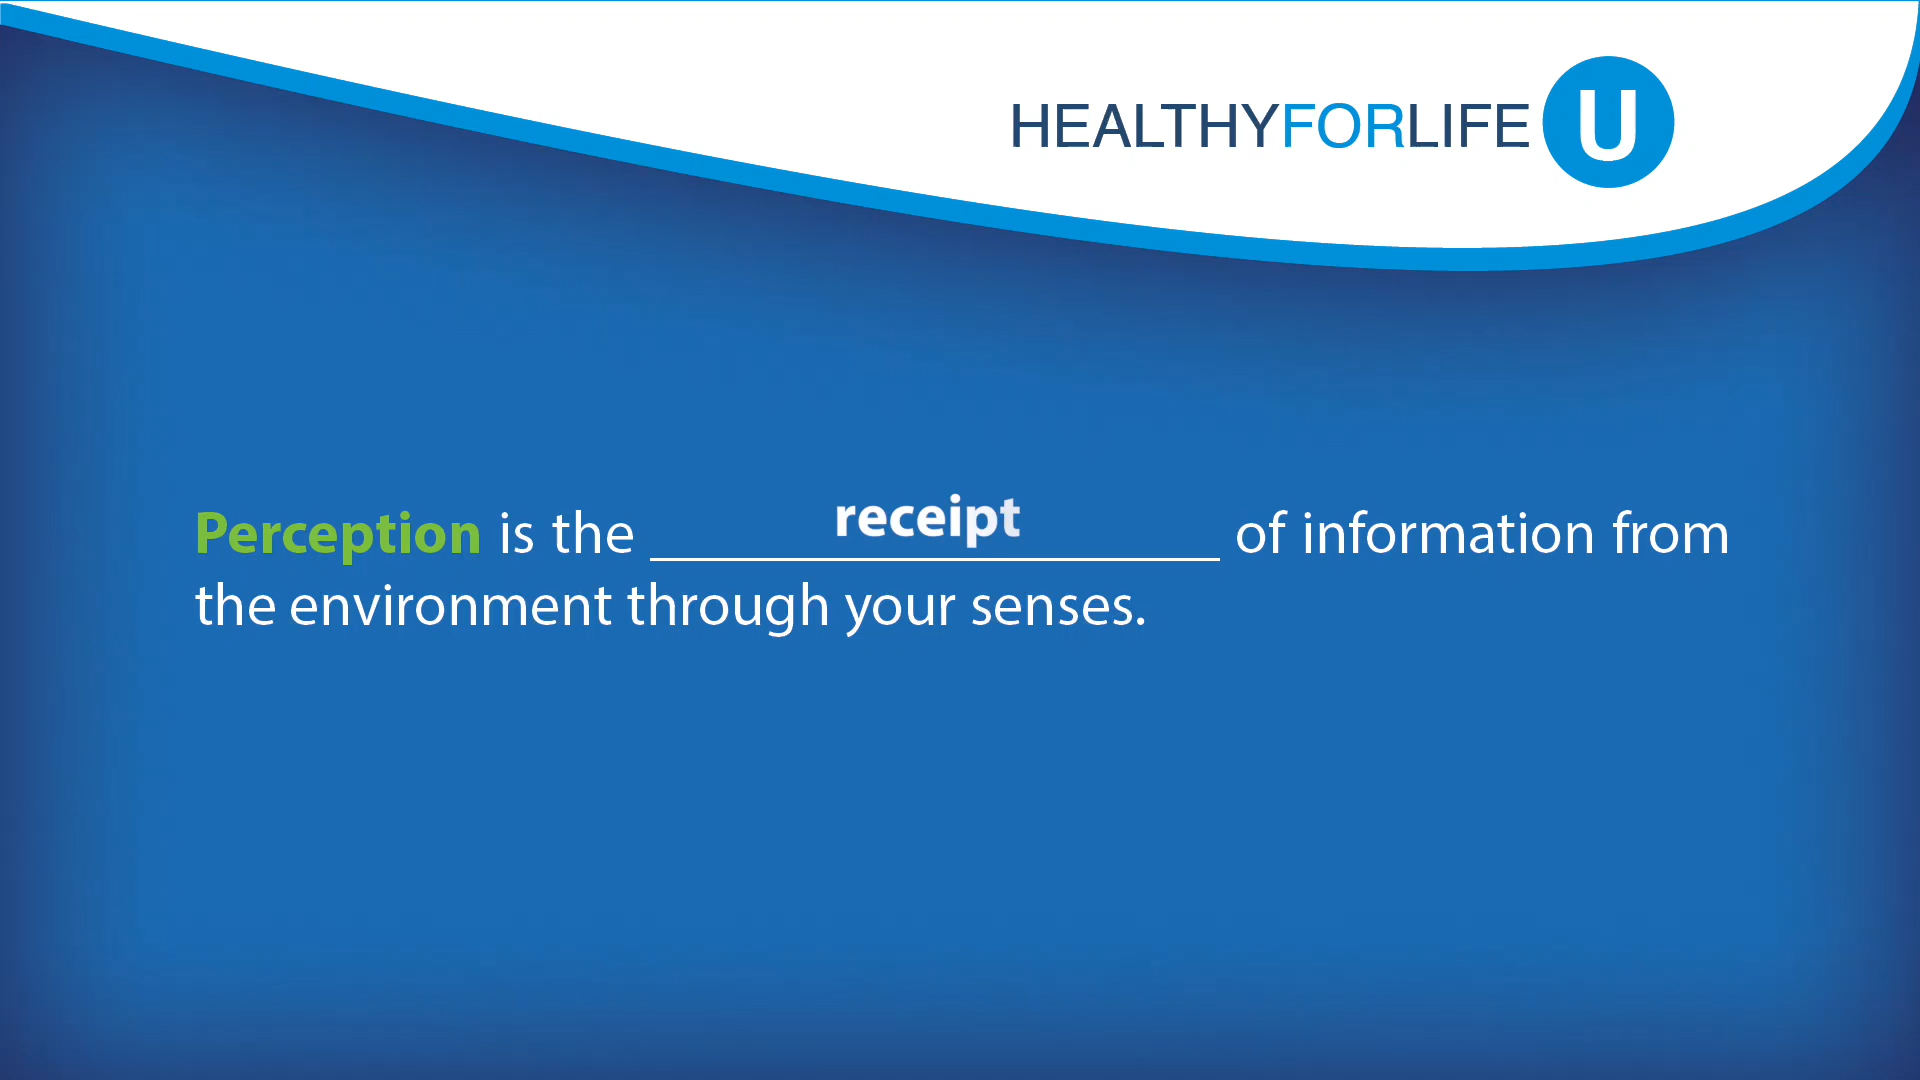 HEALTHYFORLIFE U
Perception is the receipt of information from
the environment through your senses.